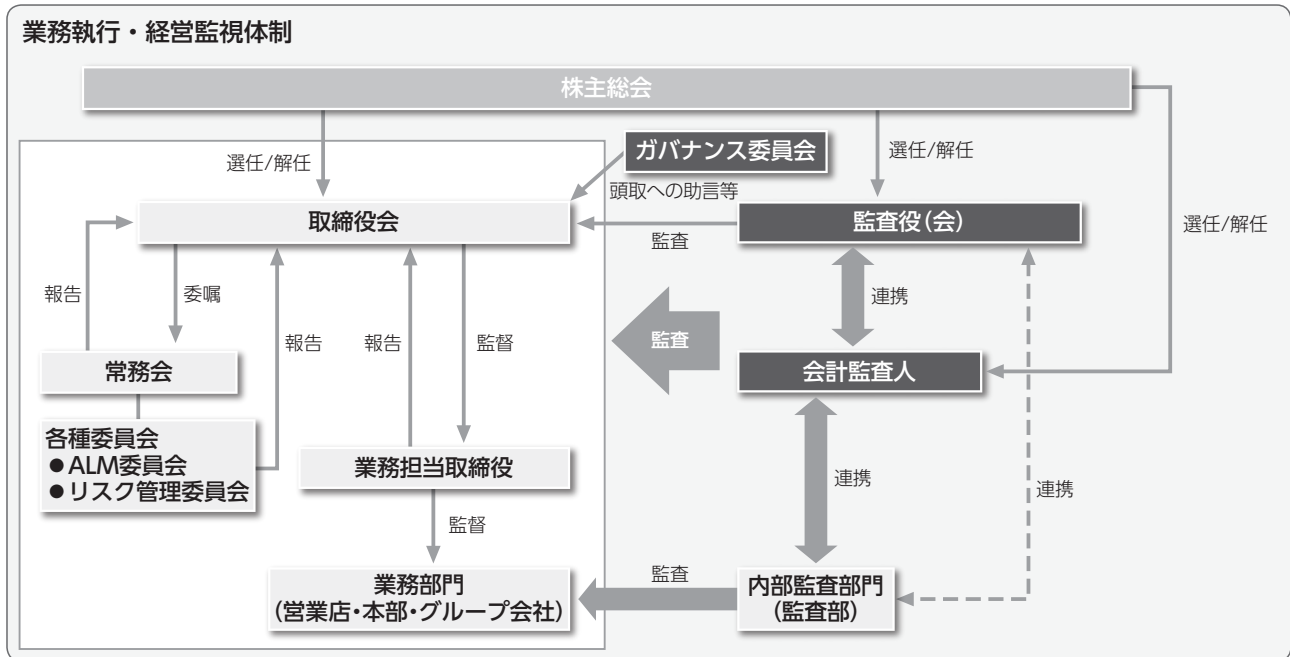 業務執行・経営監視体制
株主総会
選任/解任
ガバナンス委員会
選任/解任
頭取への助言等
取締役会
監査
監査役(会)
選任/解任
報告
委嘱
報告
報告
監督
監査
連携
常務会
会計監査人
各種委員会
●ALM委員会
●リスク管理委員会
業務担当取締役
連携
連携
監督
業務部門
(営業店・本部・グループ会社)
監査
内部監査部門
(監査部)